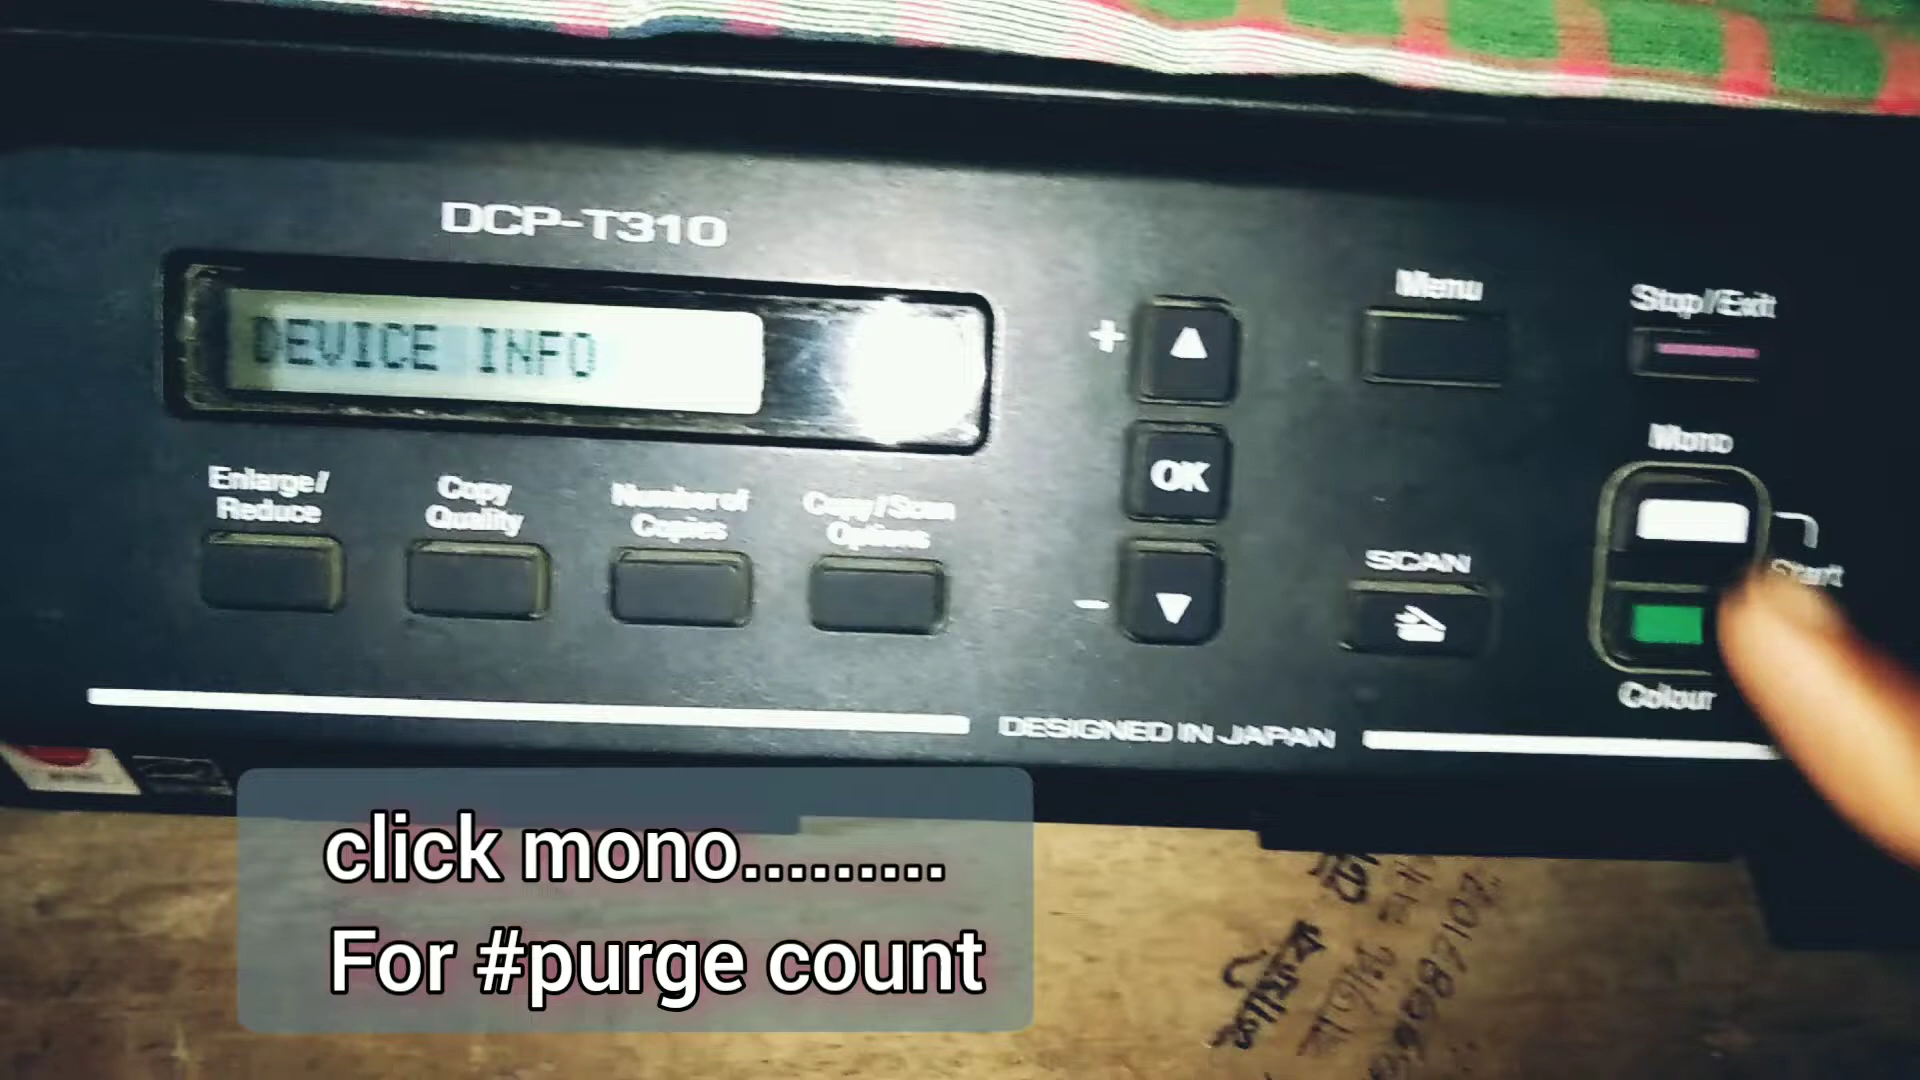 DCP-T310
DEVICE INFO
+
Menu
Stop/Exit
Mono
OK
Enlarge/
Reduce
Copy
Quality
Number of
Copies
Copy/Scan
Options
-
SCAN
Start
Colour
DESIGNED IN JAPAN
click mono.........
For #purge count